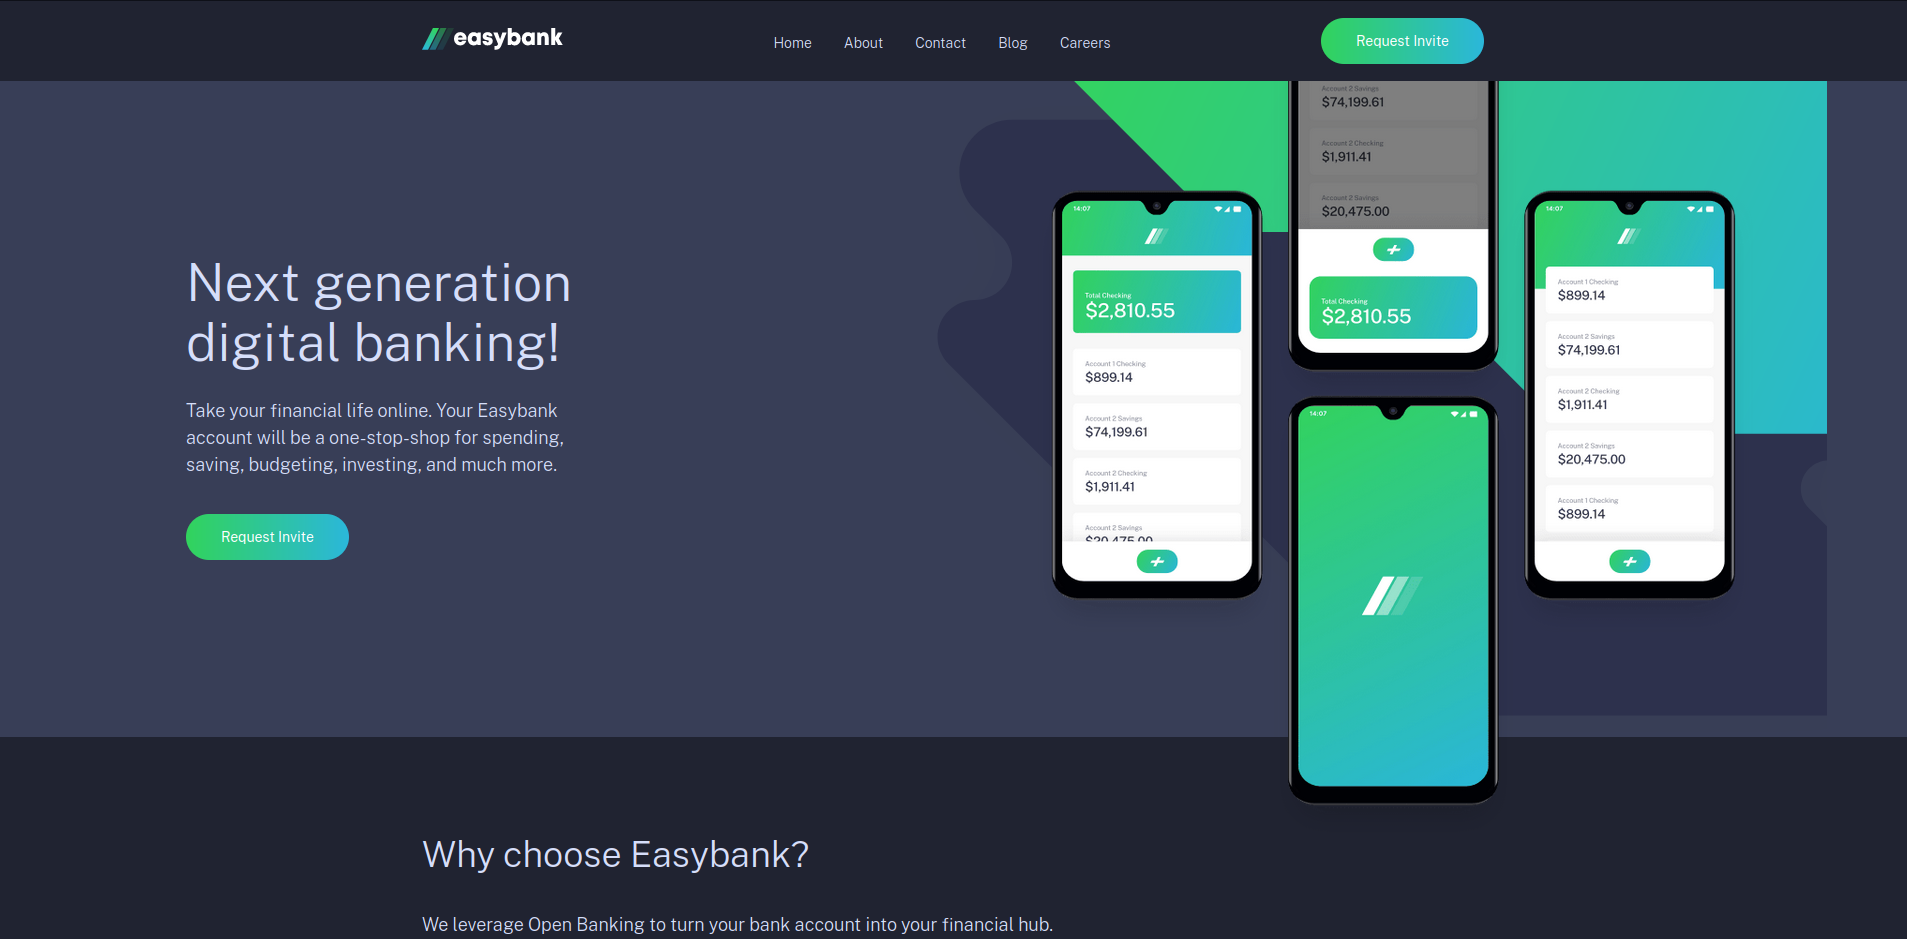 easybank
Home
About
Contact
Blog
Careers
Request Invite
Next generation
digital banking!
Take your financial life online. Your Easybank
account will be a one-stop-shop for spending,
saving, budgeting, investing, and much more.
Request Invite
14:07
Total Checking
$2,810.55
Account 1 Checking
$899.14
Account 2 Savings
$74,199.61
Account 2 Checking
$1,911.41
Account 2 Savings
$20,475.00
Account 2 Savings
$74,199.61
Account 2 Checking
$1,911.41
Account 2 Savings
$20,475.00
Total Checking
$2,810.55
14:07
14:07
Account 1 Checking
$899.14
Account 2 Savings
$74,199.61
Account 2 Checking
$1,911.41
Account 2 Savings
$20,475.00
Account 1 Checking
$899.14
Why choose Easybank?
We leverage Open Banking to turn your bank account into your financial hub.